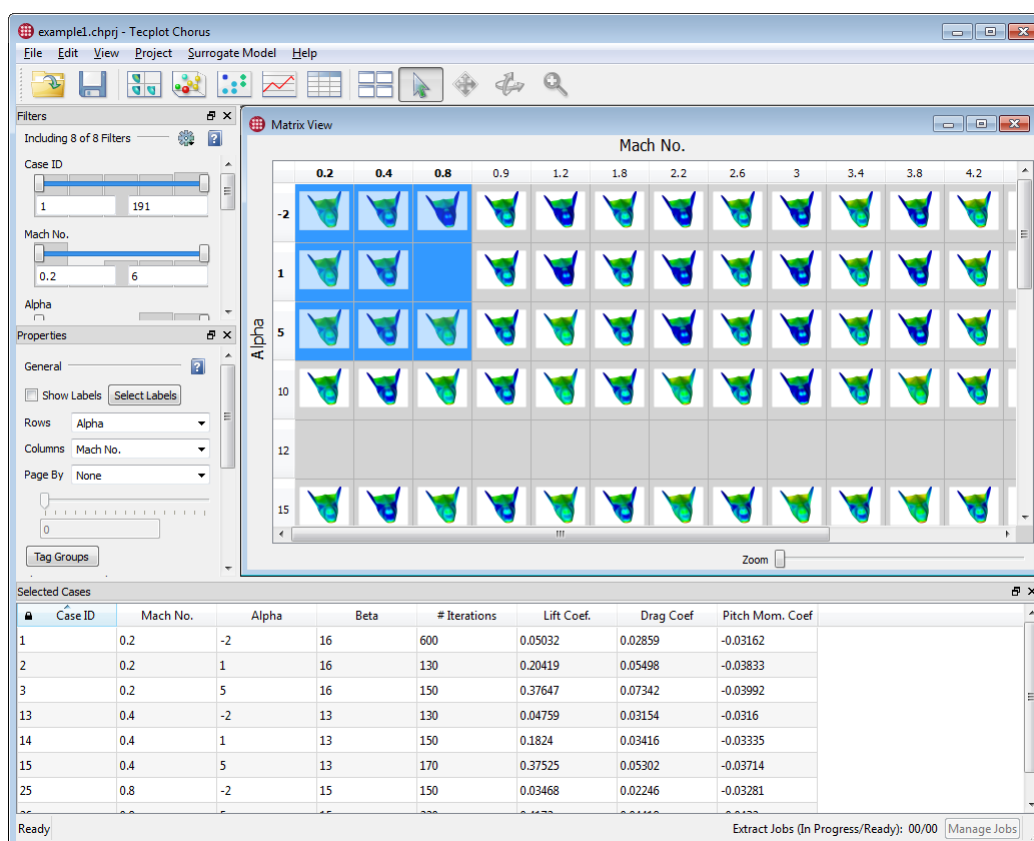 example1.chprj - Tecplot Chorus
File Edit View Project Surrogate Model Help
Filters
Including 8 of 8 Filters
Case ID
1 191
Mach No.
0.2 6
Alpha
Properties
General
Show Labels Select Labels
Rows Alpha
Columns Mach No.
Page By None
0
Tag Groups
Matrix View
Mach No.
0.2 0.4 0.8 0.9 1.2 1.8 2.2 2.6 3 3.4 3.8 4.2
Alpha
-2
1
5
10
12
15
Zoom
Selected Cases
Case ID Mach No. Alpha Beta # Iterations Lift Coef. Drag Coef Pitch Mom. Coef
1 0.2 -2 16 600 0.05032 0.02859 -0.03162
2 0.2 1 16 130 0.20419 0.05498 -0.03833
3 0.2 5 16 150 0.37647 0.07342 -0.03992
13 0.4 -2 13 130 0.04759 0.03154 -0.0316
14 0.4 1 13 150 0.1824 0.03416 -0.03335
15 0.4 5 13 170 0.37525 0.05302 -0.03714
25 0.8 -2 15 150 0.03468 0.02246 -0.03281
Ready
Extract Jobs (In Progress/Ready): 00/00 Manage Jobs